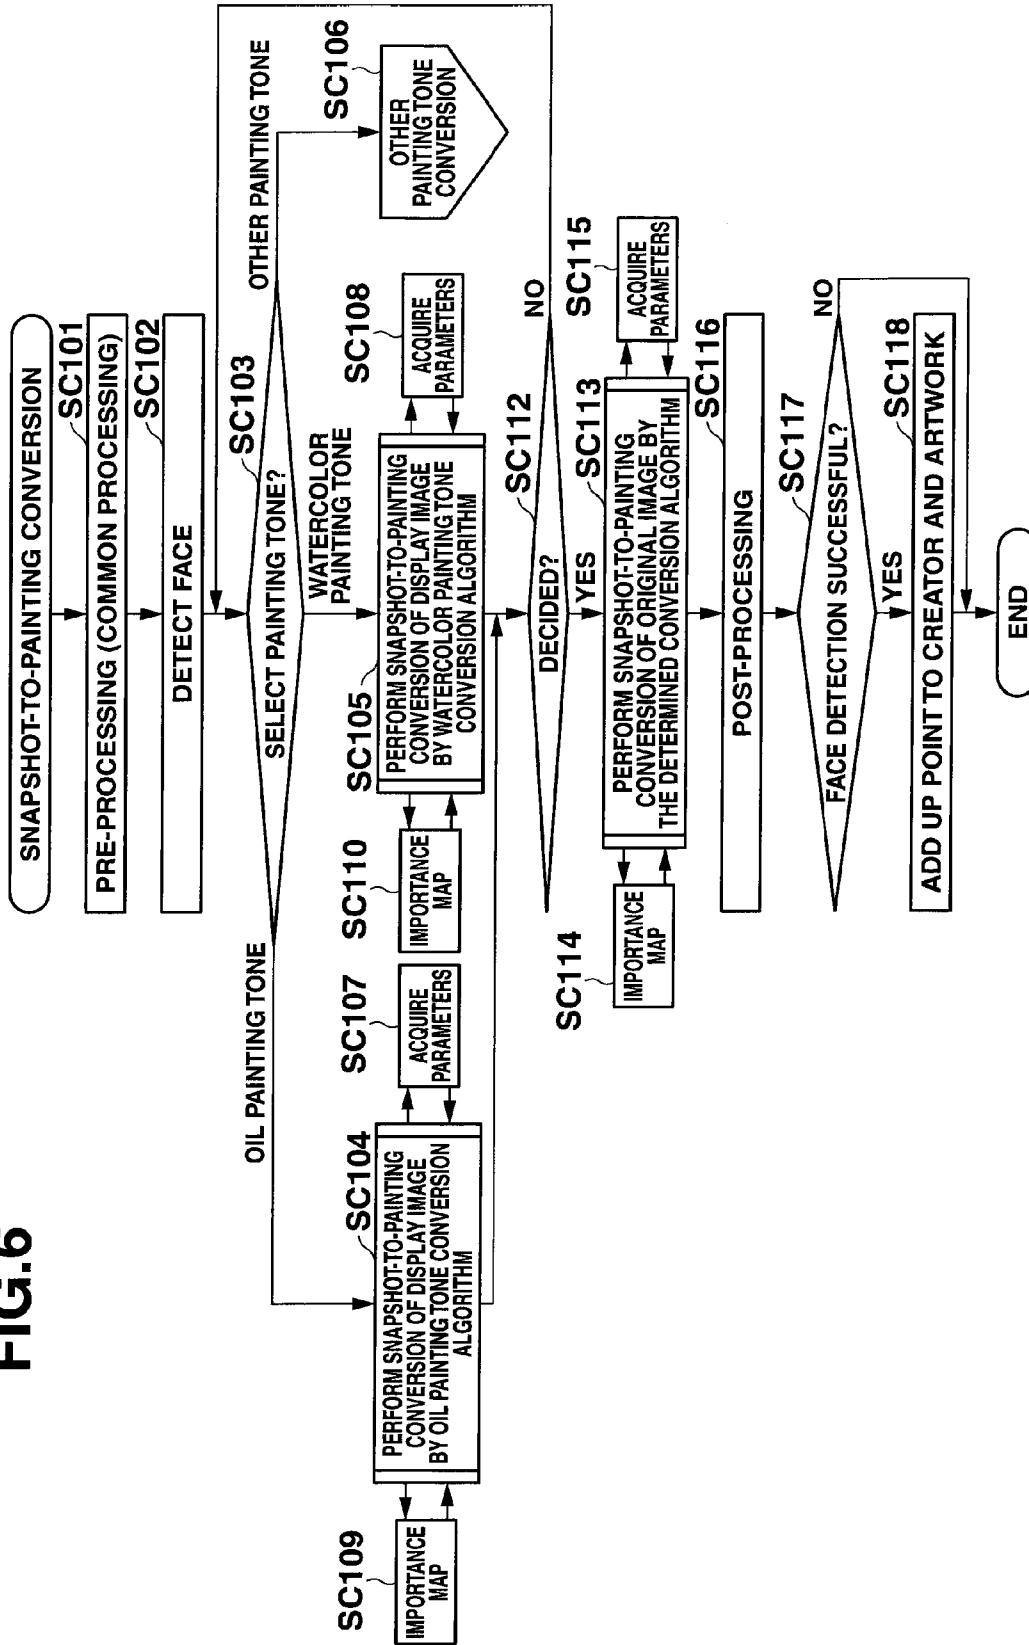 FIG.6
SNAPSHOT-TO-PAINTING CONVERSION
SC101
PRE-PROCESSING (COMMON PROCESSING)
SC102
DETECT FACE
SC103
SELECT PAINTING TONE?
OIL PAINTING TONE
WATERCOLOR
PAINTING TONE
OTHER PAINTING TONE
SC109
IMPORTANCE
MAP
SC104
PERFORM SNAPSHOT-TO-PAINTING
CONVERSION OF DISPLAY IMAGE
BY OIL PAINTING TONE CONVERSION
ALGORITHM
SC107
ACQUIRE
PARAMETERS
SC110
IMPORTANCE
MAP
SC105
PERFORM SNAPSHOT-TO-PAINTING
CONVERSION OF DISPLAY IMAGE
BY WATERCOLOR PAINTING TONE
CONVERSION ALGORITHM
SC108
ACQUIRE
PARAMETERS
SC106
OTHER
PAINTING TONE
CONVERSION
SC112
DECIDED?
NO
YES
SC114
IMPORTANCE
MAP
SC113
PERFORM SNAPSHOT-TO-PAINTING
CONVERSION OF ORIGINAL IMAGE BY
THE DETERMINED CONVERSION ALGORITHM
SC115
ACQUIRE
PARAMETERS
SC116
POST-PROCESSING
SC117
FACE DETECTION SUCCESSFUL?
NO
YES
SC118
ADD UP POINT TO CREATOR AND ARTWORK
END